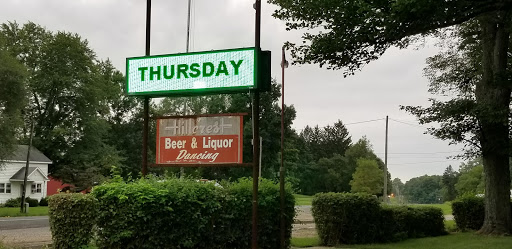 THURSDAY
Hillcrest
Beer & Liquor
Dancing